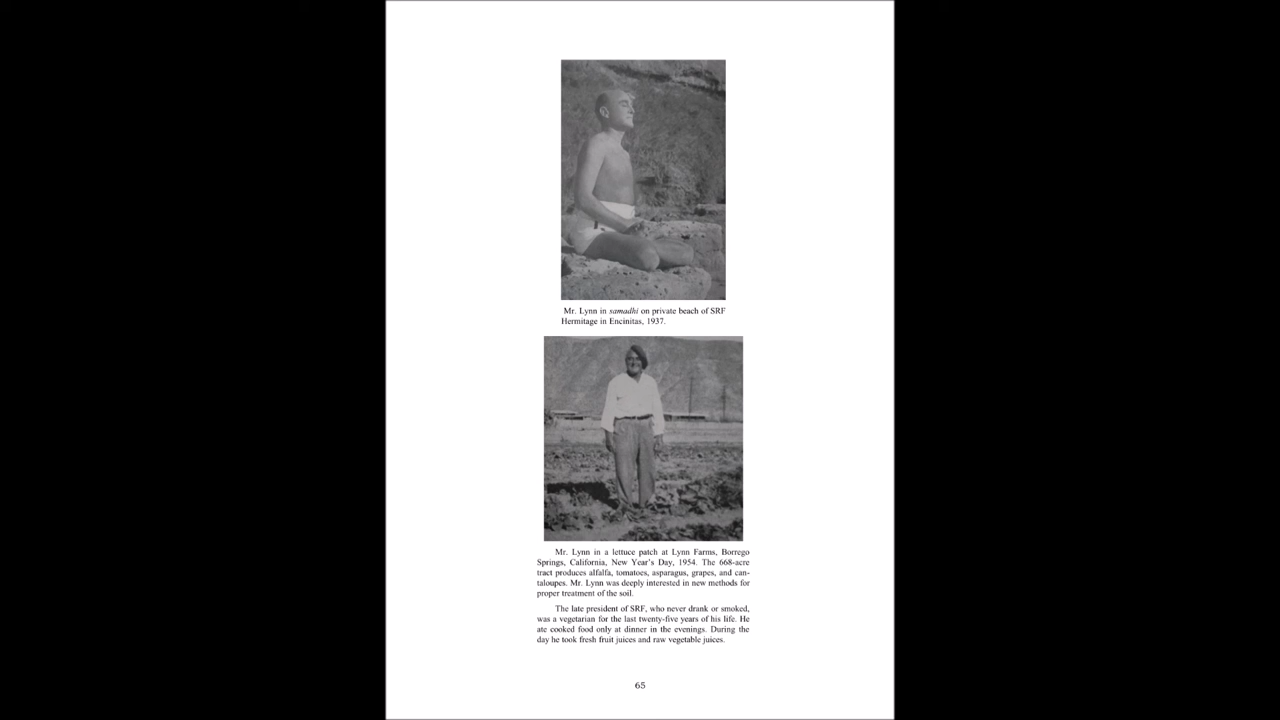 Mr. Lynn in samadhi on private beach of SRF
Hermitage in Encinitas, 1937.
Mr. Lynn in a lettuce patch at Lynn Farms, Borrego
Springs, California, New Year's Day, 1954. The 668-acre
tract produces alfalfa, tomatoes, asparagus, grapes, and can-
taloupes. Mr. Lynn was deeply interested in new methods for
proper treatment of the soil.
The late president of SRF, who never drank or smoked,
was a vegetarian for the last twenty-five years of his life. He
ate cooked food only at dinner in the evenings. During the
day he took fresh fruit juices and raw vegetable juices.
65